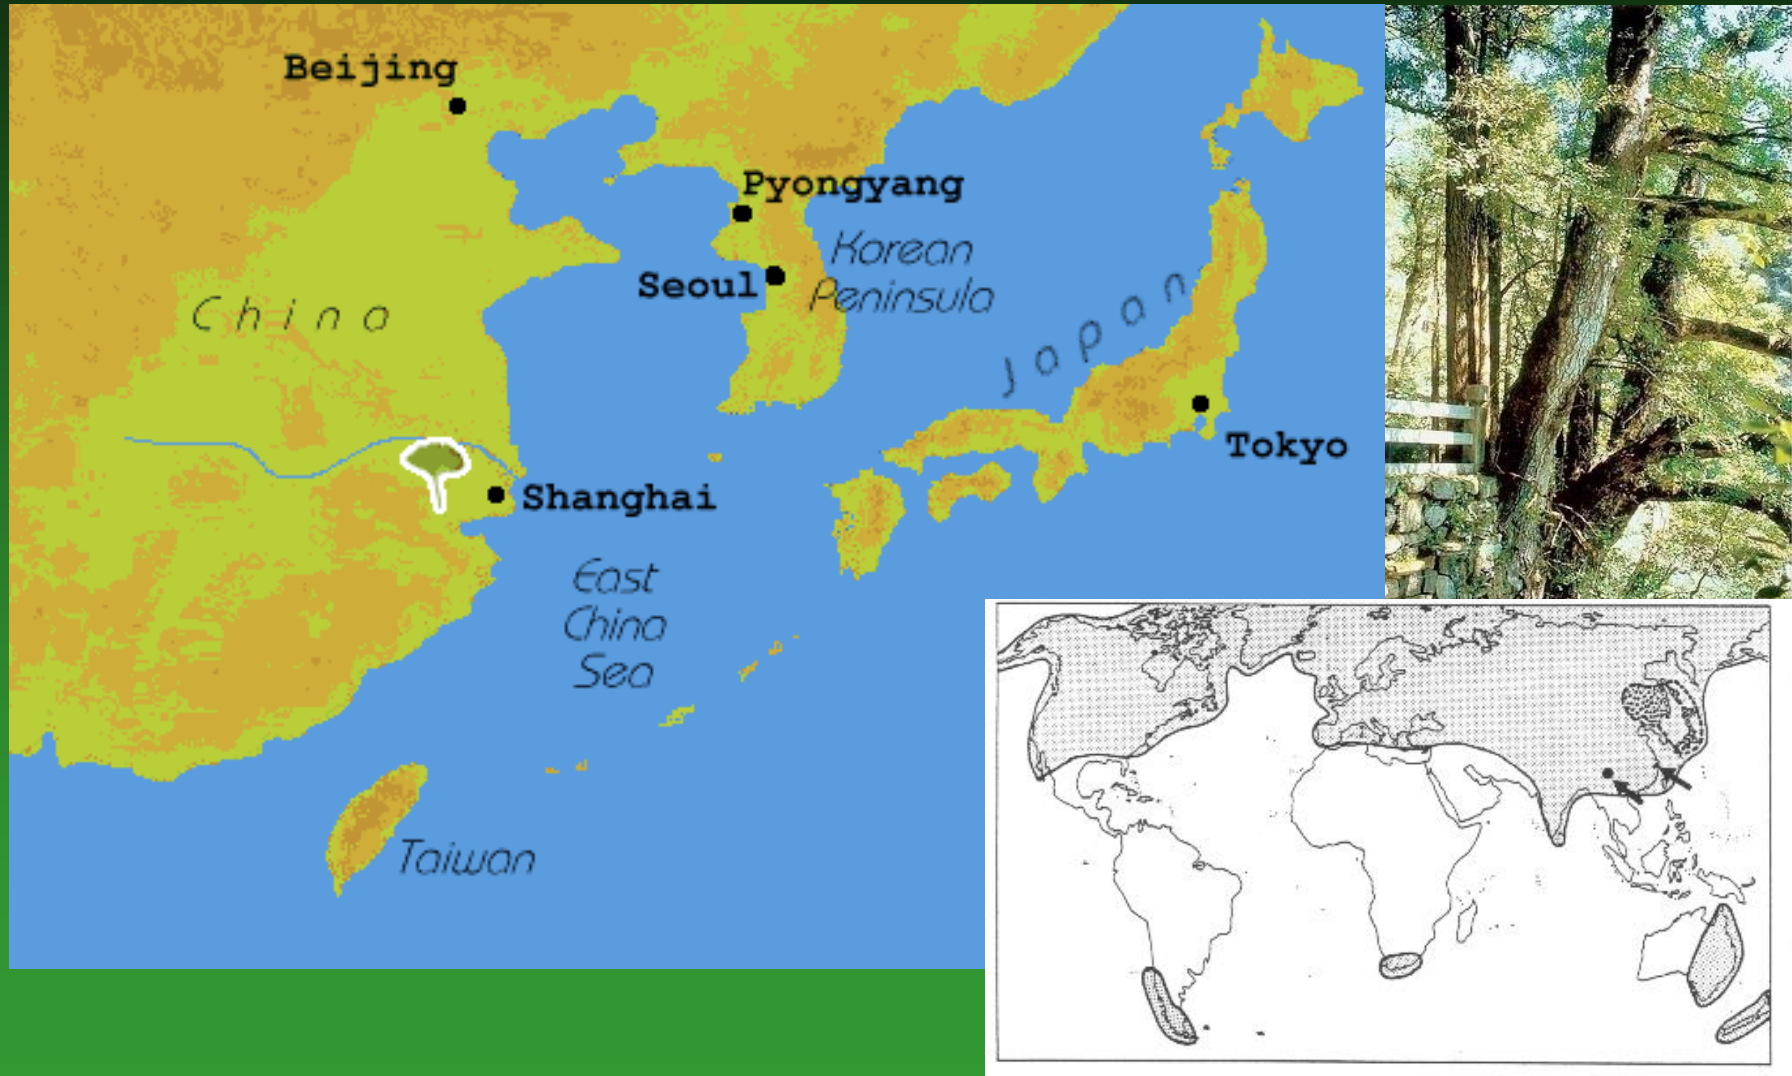 Beijing
Pyongyang
Korean
Peninsula
Seoul
China
Japan
Tokyo
Shanghai
East
China
Sea
Taiwan